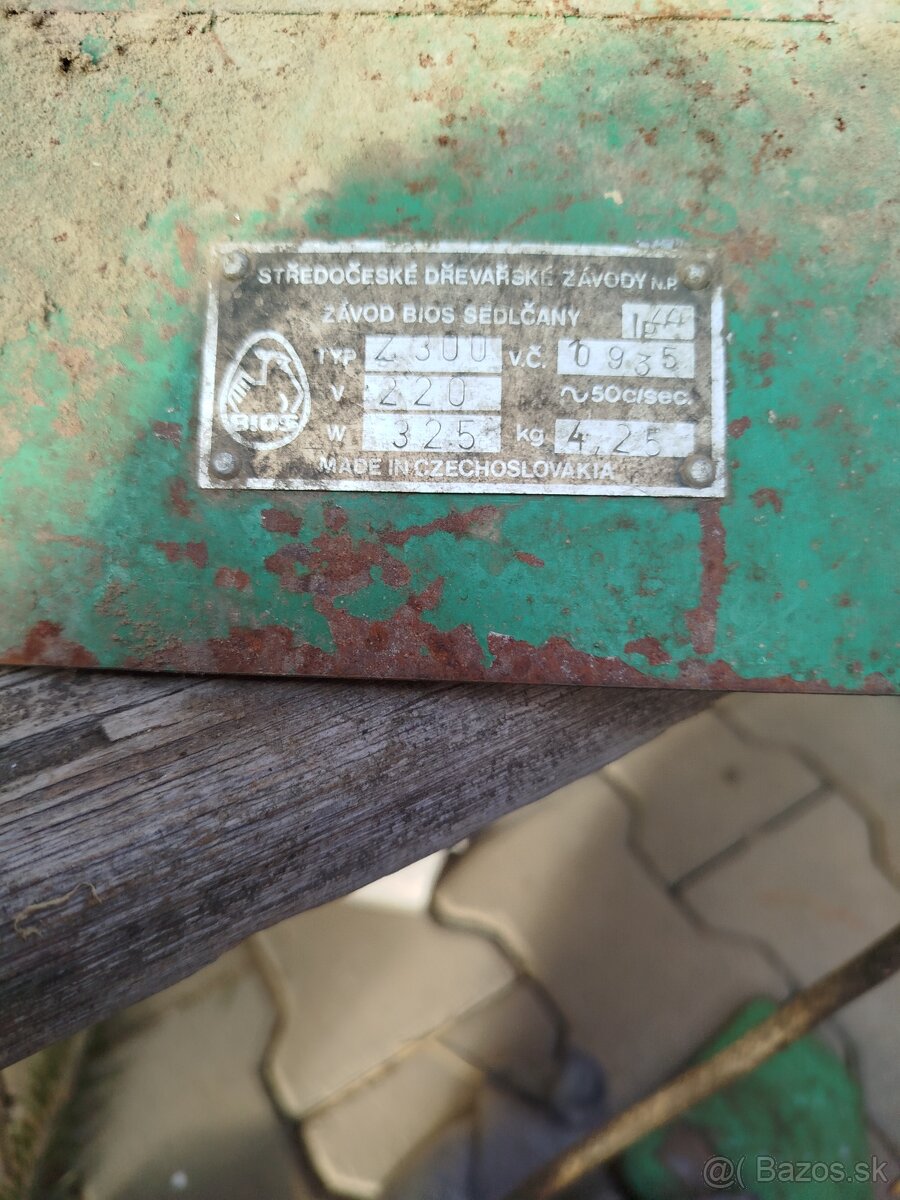 STŘEDOČESKÉ DŘEVAŘSKÉ ZÁVODY N.P.
ZÁVOD BIOS SEDLČANY IP44
TYP Z 300 V.Č. 10935
V 220 ~50c/sec.
BIOS
W 325 kg 4,25
MADE IN CZECHOSLOVAKIA
@( Bazos.sk